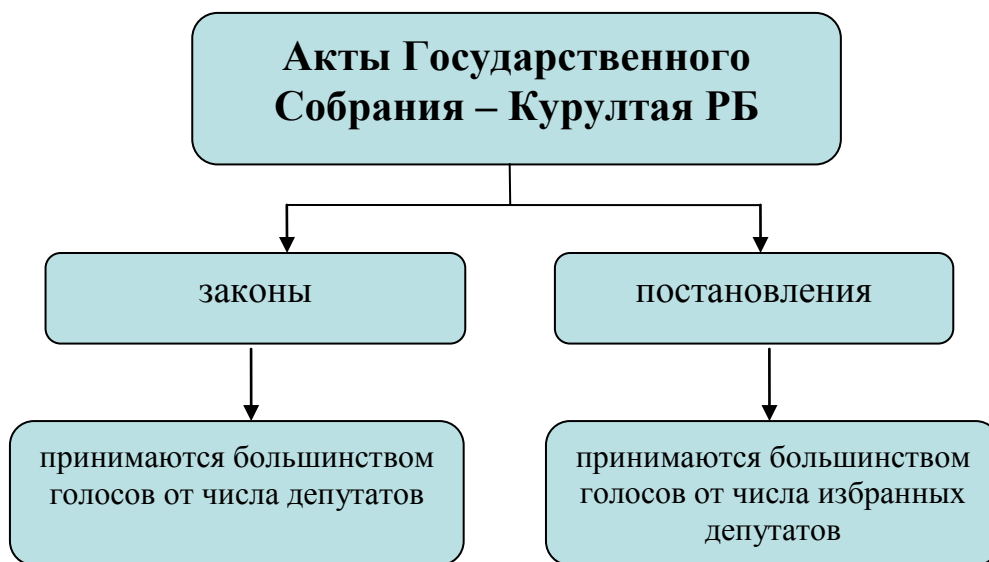 Акты Государственного
Собрания – Курултая РБ
законы
постановления
принимаются большинством
голосов от числа депутатов
принимаются большинством
голосов от числа избранных
депутатов